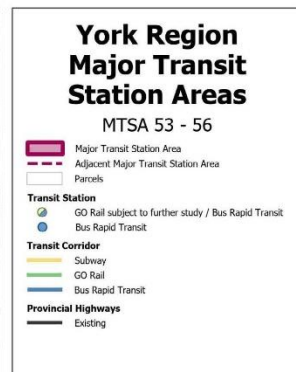 York Region
Major Transit
Station Areas
MTSA 53 - 56
Major Transit Station Area
Adjacent Major Transit Station Area
Parcels
Transit Station
GO Rail subject to further study / Bus Rapid Transit
Bus Rapid Transit
Transit Corridor
Subway
GO Rail
Bus Rapid Transit
Provincial Highways
Existing